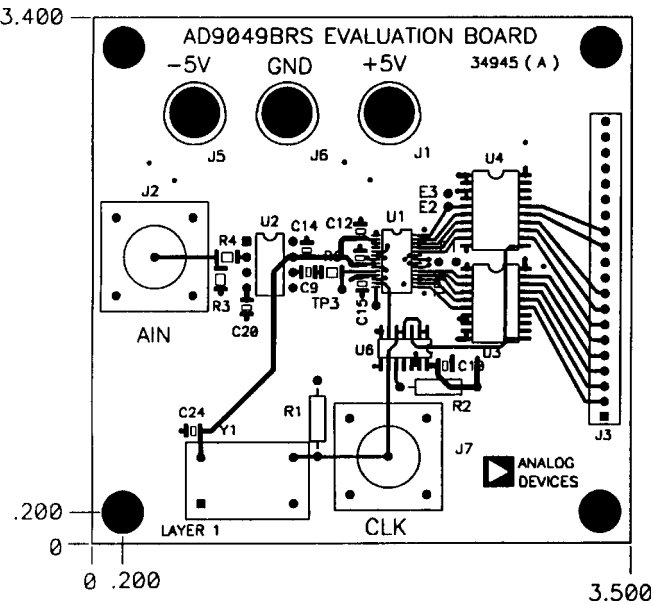 3.400
AD9049BRS EVALUATION BOARD
-5V GND +5V 34945 (A)
J5 J6 J1
U4
J2 E3
E2
C14 C12 U1
R4 U2
R3 C9
TP3
C20 C15
AIN
U6 U3
C19
R2
C24 R1
Y1
J7 J3
ANALOG
DEVICES
.200
LAYER 1 CLK
0
0 .200 3.500